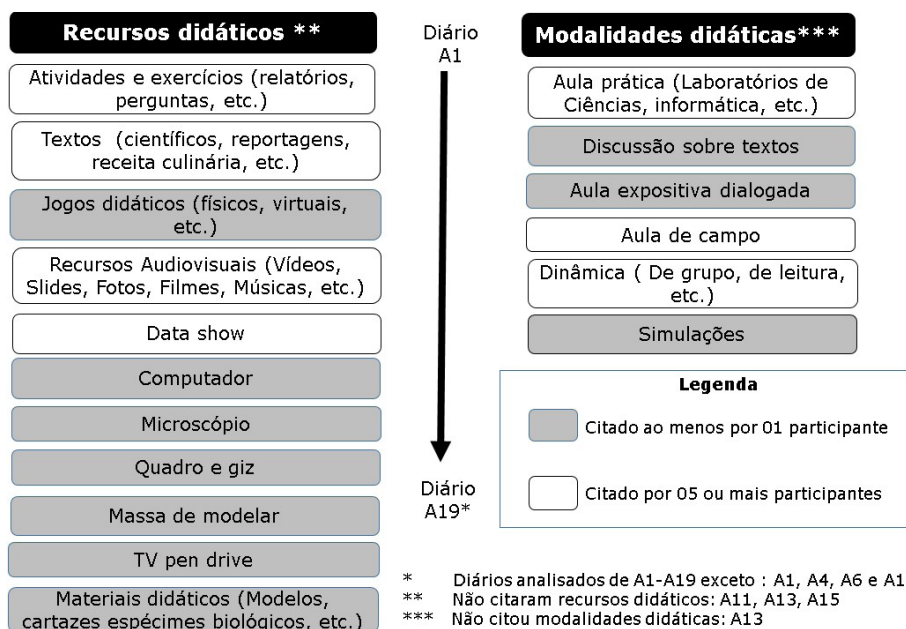 Recursos didáticos **
Atividades e exercícios (relatórios,
perguntas, etc.)
Textos (científicos, reportagens,
receita culinária, etc.)
Jogos didáticos (físicos, virtuais,
etc.)
Recursos Audiovisuais (Vídeos,
Slides, Fotos, Filmes, Músicas, etc.)
Data show
Computador
Microscópio
Quadro e giz
Massa de modelar
TV pen drive
Materiais didáticos (Modelos,
cartazes espécimes biológicos, etc.)
Diário
A1
Diário
A19*
Modalidades didáticas***
Aula prática (Laboratórios de
Ciências, informática, etc.)
Discussão sobre textos
Aula expositiva dialogada
Aula de campo
Dinâmica ( De grupo, de leitura,
etc.)
Simulações
Legenda
Citado ao menos por 01 participante
Citado por 05 ou mais participantes
* Diários analisados de A1-A19 exceto : A1, A4, A6 e
** Não citaram recursos didáticos: A11, A13, A15
*** Não citou modalidades didáticas: A13